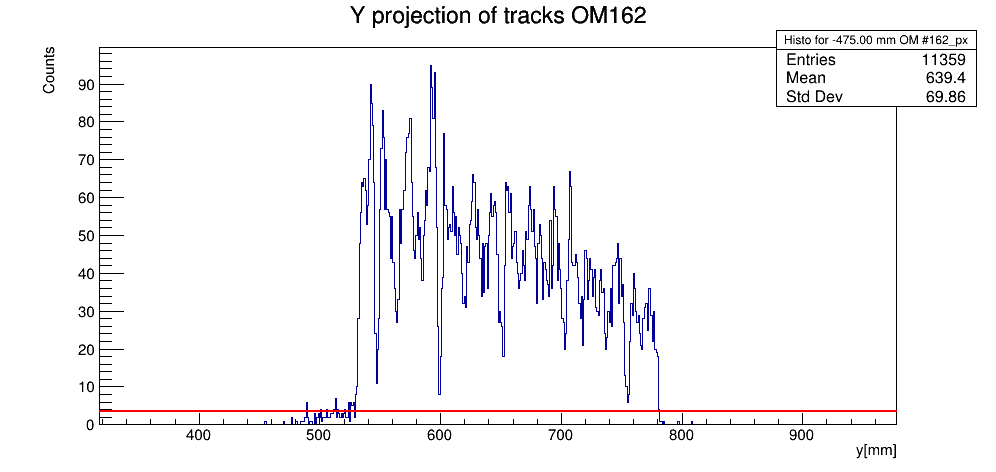 Y projection of tracks OM162
Histo for -475.00 mm OM #162_px
Entries 11359
Mean 639.4
Std Dev 69.86
Counts
90
80
70
60
50
40
30
20
10
0
400 500 600 700 800 900
y[mm]